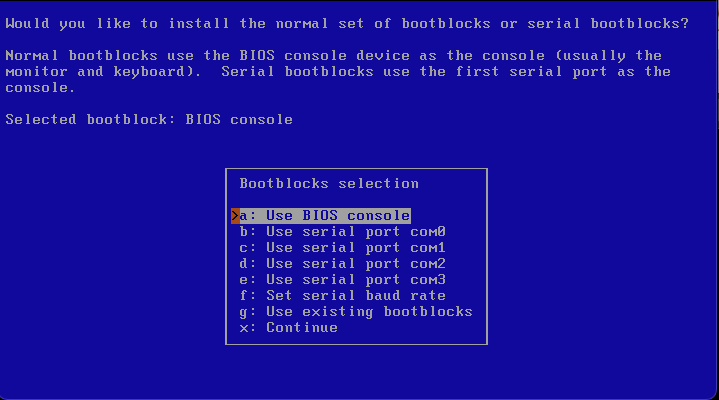 Would you like to install the normal set of bootblocks or serial bootblocks?
Normal bootblocks use the BIOS console device as the console (usually the
monitor and keyboard).  Serial bootblocks use the first serial port as the
console.
Selected bootblock: BIOS console
Bootblocks selection
>a: Use BIOS console
b: Use serial port com0
c: Use serial port com1
d: Use serial port com2
e: Use serial port com3
f: Set serial baud rate
g: Use existing bootblocks
x: Continue